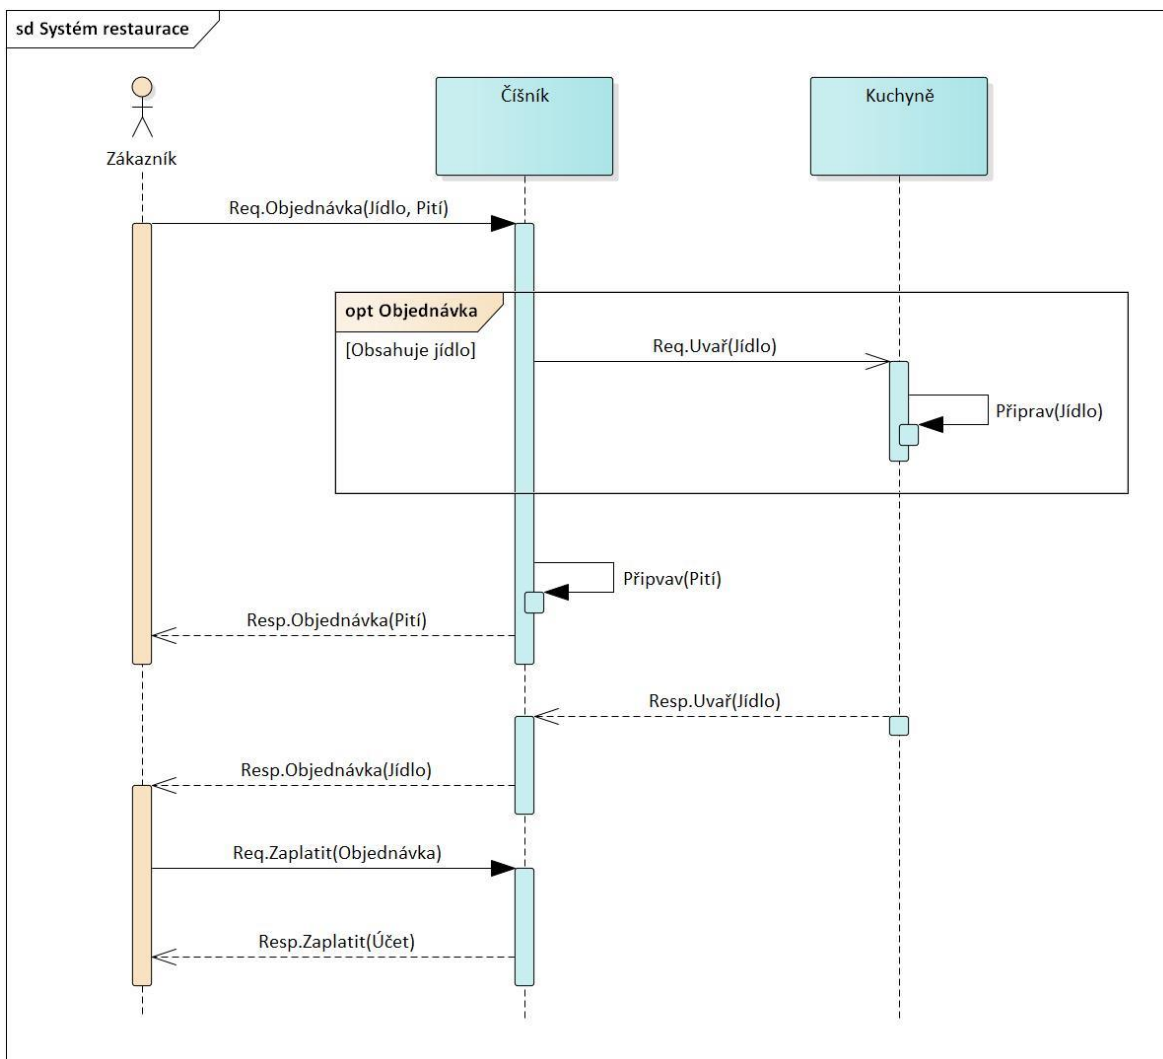 sd Systém restaurace
Zákazník
Číšník
Kuchyně
Req.Objednávka(Jídlo, Pití)
opt Objednávka
[Obsahuje jídlo]
Req.Uvař(Jídlo)
Připrav(Jídlo)
Připvav(Pití)
Resp.Objednávka(Pití)
Resp.Uvař(Jídlo)
Resp.Objednávka(Jídlo)
Req.Zaplatit(Objednávka)
Resp.Zaplatit(Účet)